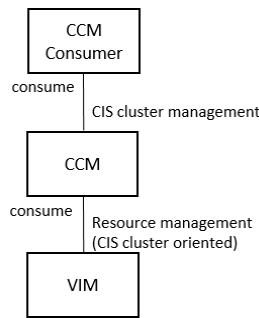 CCM
Consumer
consume
CIS cluster management
CCM
consume
Resource management
(CIS cluster oriented)
VIM